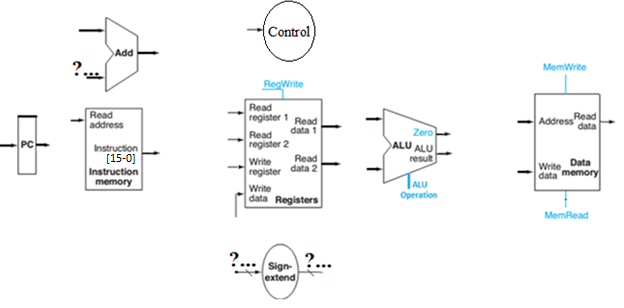 Control
Add
?...
RegWrite
MemWrite
Read
address
Instruction
[15-0]
Instruction
memory
PC
Read
register 1
Read
data 1
Read
register 2
Write
register
Read
data 2
Write
data
Registers
Zero
ALU
ALU
result
ALU
Operation
Address
Read
data
Write
data
Data
memory
MemRead
?...
Sign-
extend
?...